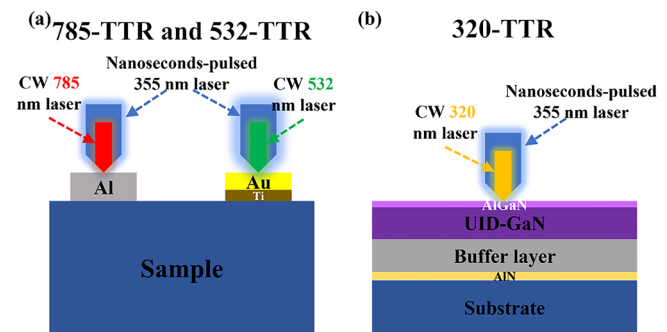 (a)
785-TTR and 532-TTR
Nanoseconds-pulsed
355 nm laser
CW 785
nm laser
CW 532
nm laser
Al
Au
Ti
Sample
(b)
320-TTR
CW 320
nm laser
Nanoseconds-pulsed
355 nm laser
AlGaN
UID-GaN
Buffer layer
AlN
Substrate